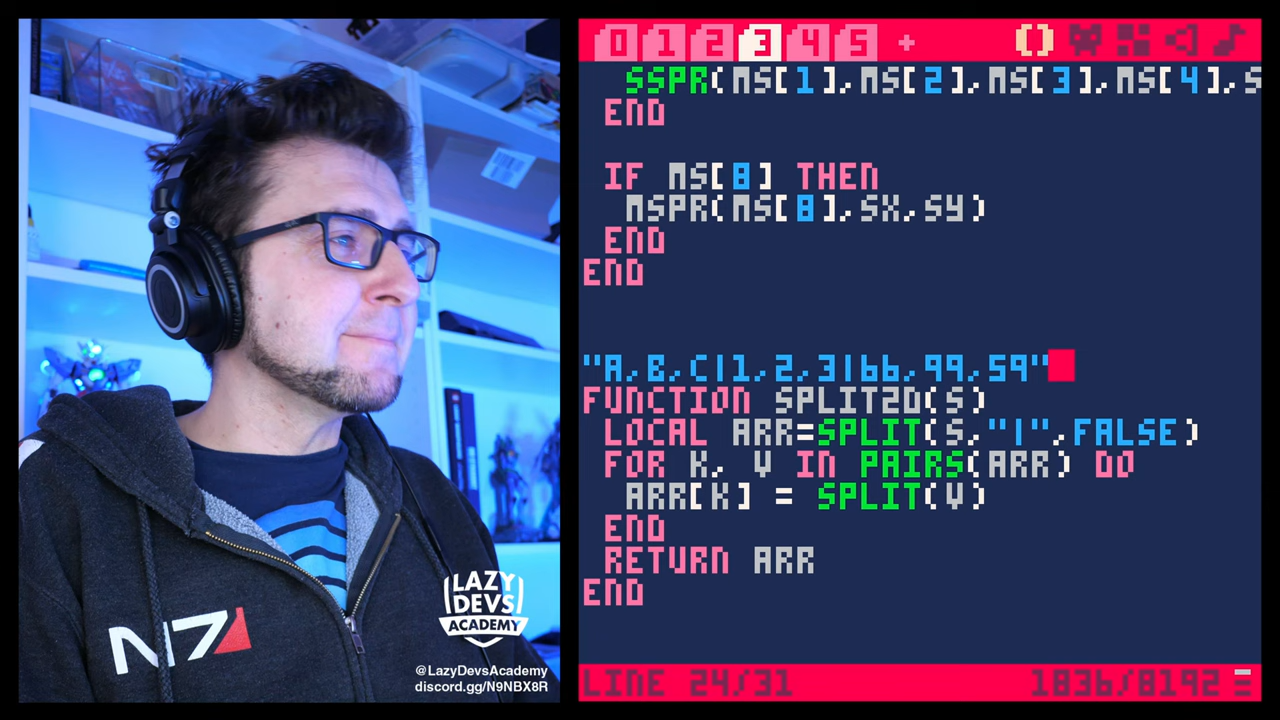 N7
LAZY
DEVS
ACADEMY
@LazyDevsAcademy
discord.gg/N9NBX8R
0 1 2 3 4 5 +
SSPR(MS[1],MS[2],MS[3],MS[4],S
END
IF MS[8] THEN
MSPR(MS[8],SX,SY)
END
END
"A,B,C|1,2,3|66,99,59"
FUNCTION SPLIT2D(S)
LOCAL ARR=SPLIT(S,"|",FALSE)
FOR K, V IN PAIRS(ARR) DO
ARR[K] = SPLIT(V)
END
RETURN ARR
END
LINE 24/31
1836/8192